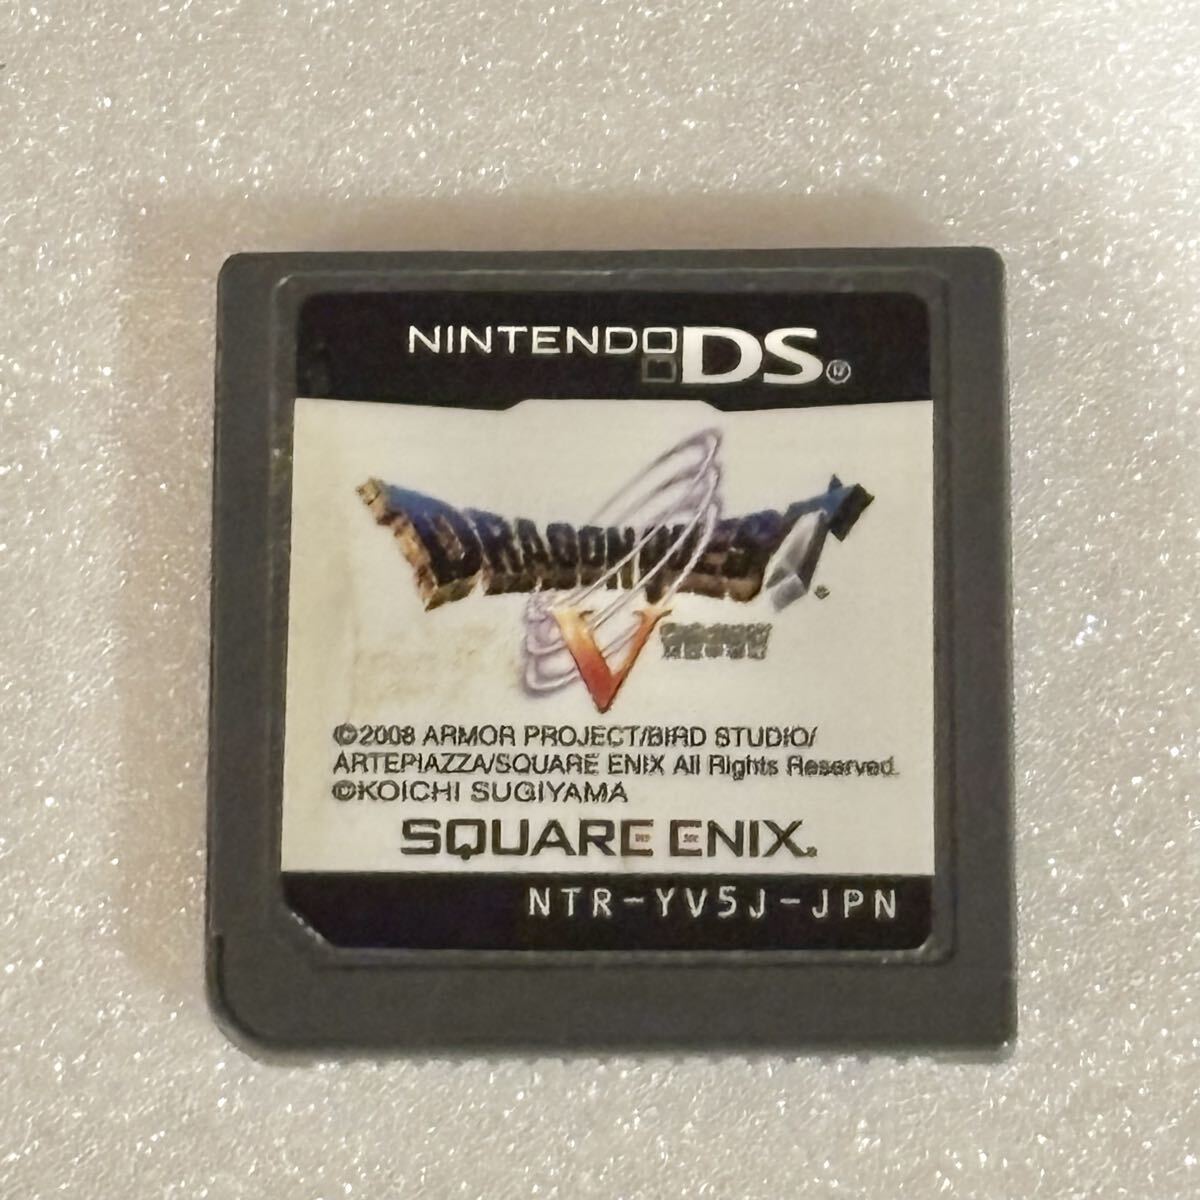 NINTENDO DS®
DRAGON QUEST
V
©2008 ARMOR PROJECT/BIRD STUDIO/
ARTEPIAZZA/SQUARE ENIX All Rights Reserved.
©KOICHI SUGIYAMA
SQUARE ENIX.
NTR-YV5J-JPN